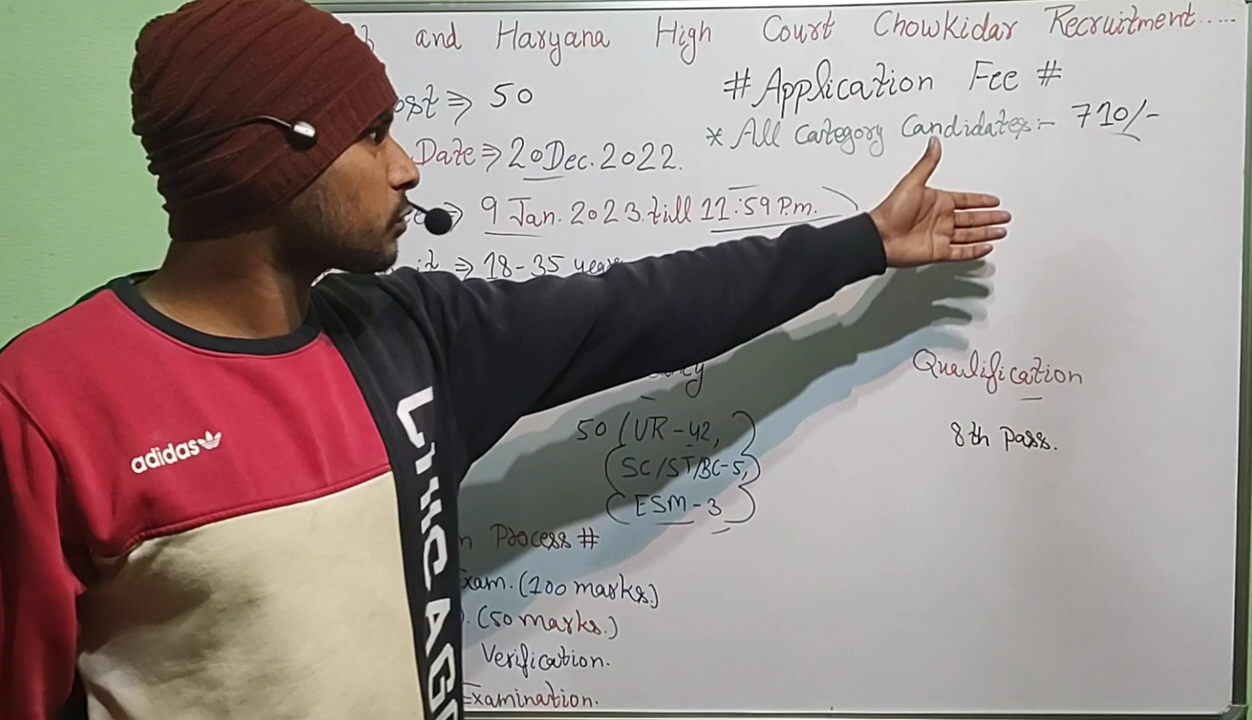 and Haryana High Court Chowkidar Recruitment.....
⇒ 50
Date ⇒ 20 Dec. 2022.
⇒ 9 Jan. 2023. till 11:59 P.m.
⇒ 18-35 years
# Application Fee #
* All Category Candidates:- 710/-
50 (UR-42,
SC/ST/BC-5,
ESM-3
Qualification
8th Pass.
Process #
Exam. (100 marks.)
(50 marks.)
Verification.
Examination.
adidas
CHICAG